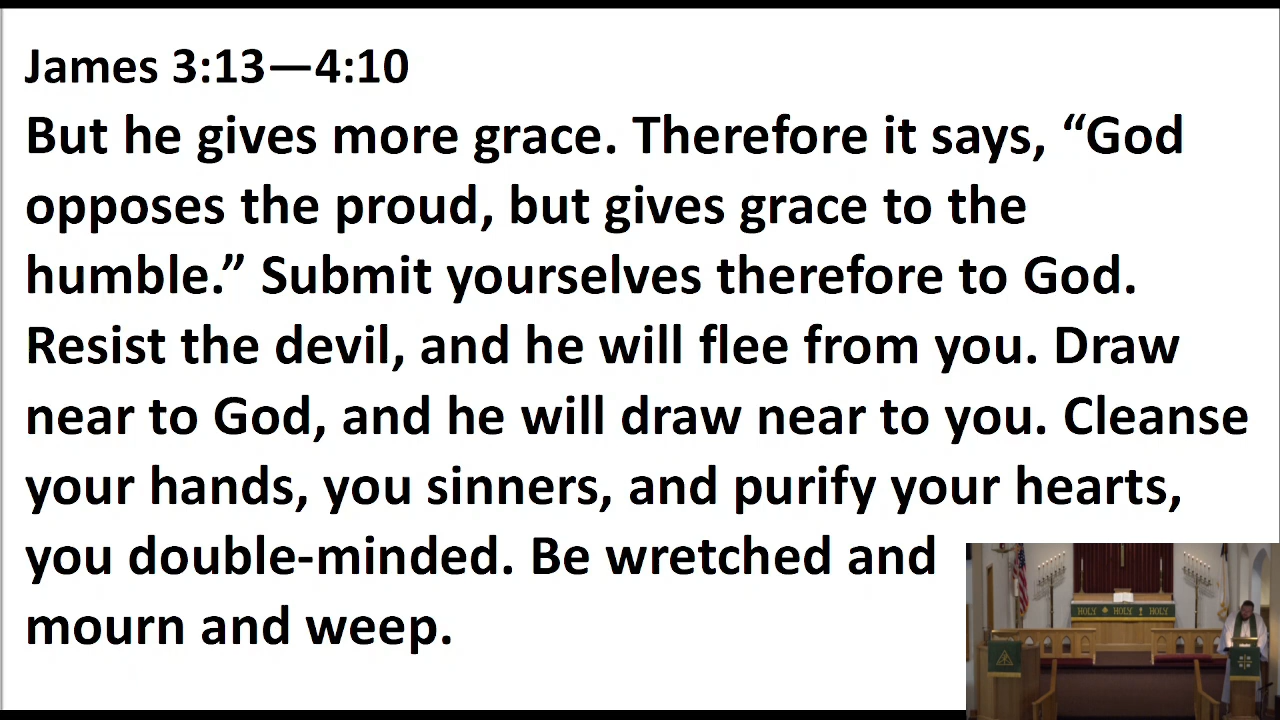 James 3:13—4:10
But he gives more grace. Therefore it says, “God
opposes the proud, but gives grace to the
humble.” Submit yourselves therefore to God.
Resist the devil, and he will flee from you. Draw
near to God, and he will draw near to you. Cleanse
your hands, you sinners, and purify your hearts,
you double-minded. Be wretched and
mourn and weep.
HOLY HOLY HOLY